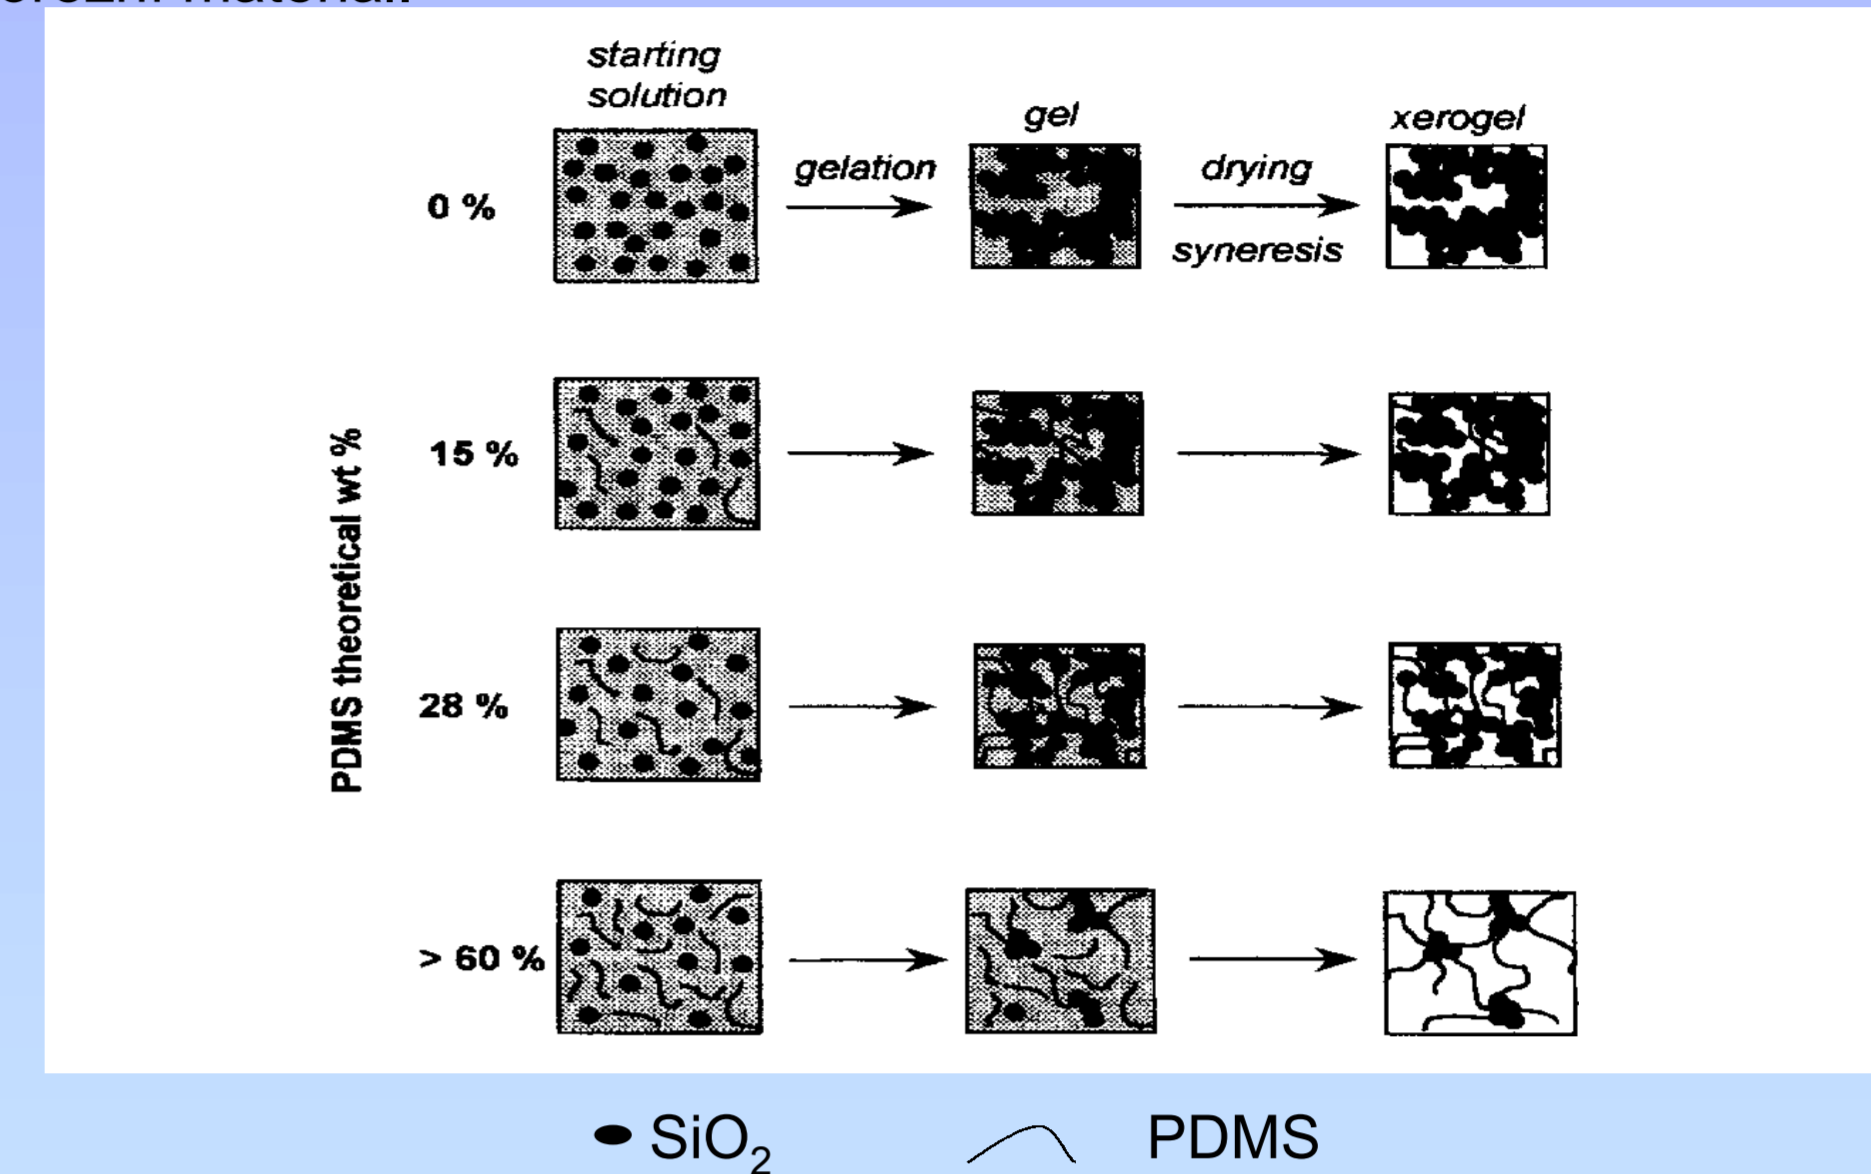 starting
solution
gel
xerogel
gelation
drying
syneresis
0 %
15 %
28 %
> 60 %
PDMS theoretical wt %
SiO₂
PDMS